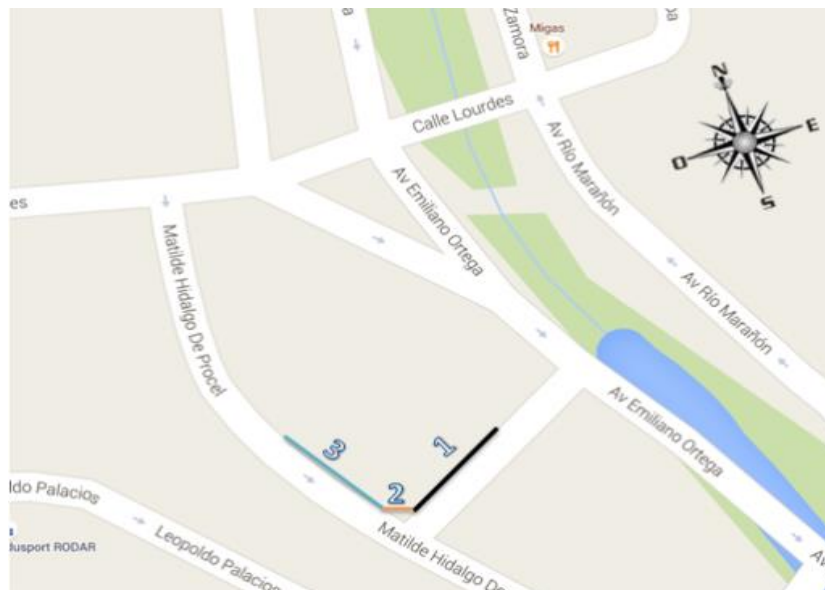 Migas
Zamora
Calle Lourdes
N
E
O
S
Av Río Marañón
Av Emiliano Ortega
es
Matilde Hidalgo De Procel
Av Río Marañón
Av Emiliano Ortega
3
1
2
ldo Palacios
Leopoldo Palacios
Matilde Hidalgo De
dusport RODAR
Av